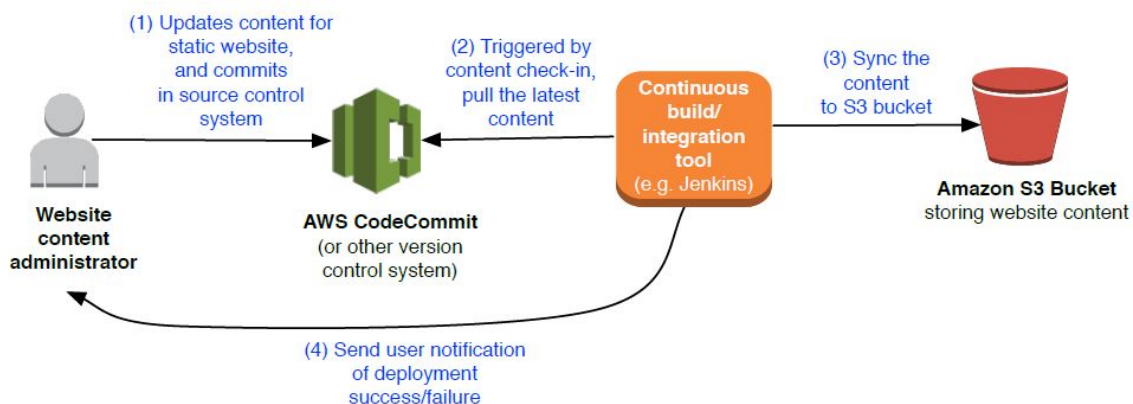 (1) Updates content for
static website,
and commits
in source control
system
(2) Triggered by
content check-in,
pull the latest
content
(3) Sync the
content
to S3 bucket
Continuous
build/
integration
tool
(e.g. Jenkins)
Website
content
administrator
AWS CodeCommit
(or other version
control system)
Amazon S3 Bucket
storing website content
(4) Send user notification
of deployment
success/failure